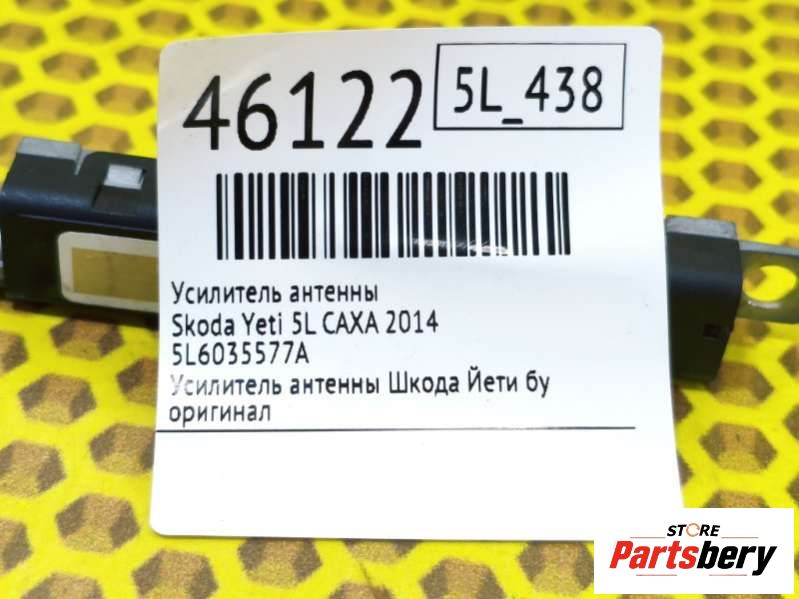 46122
5L_438
Усилитель антенны
Skoda Yeti 5L CAXA 2014
5L6035577A
Усилитель антенны Шкода Йети бу
оригинал
STORE
Partsbery